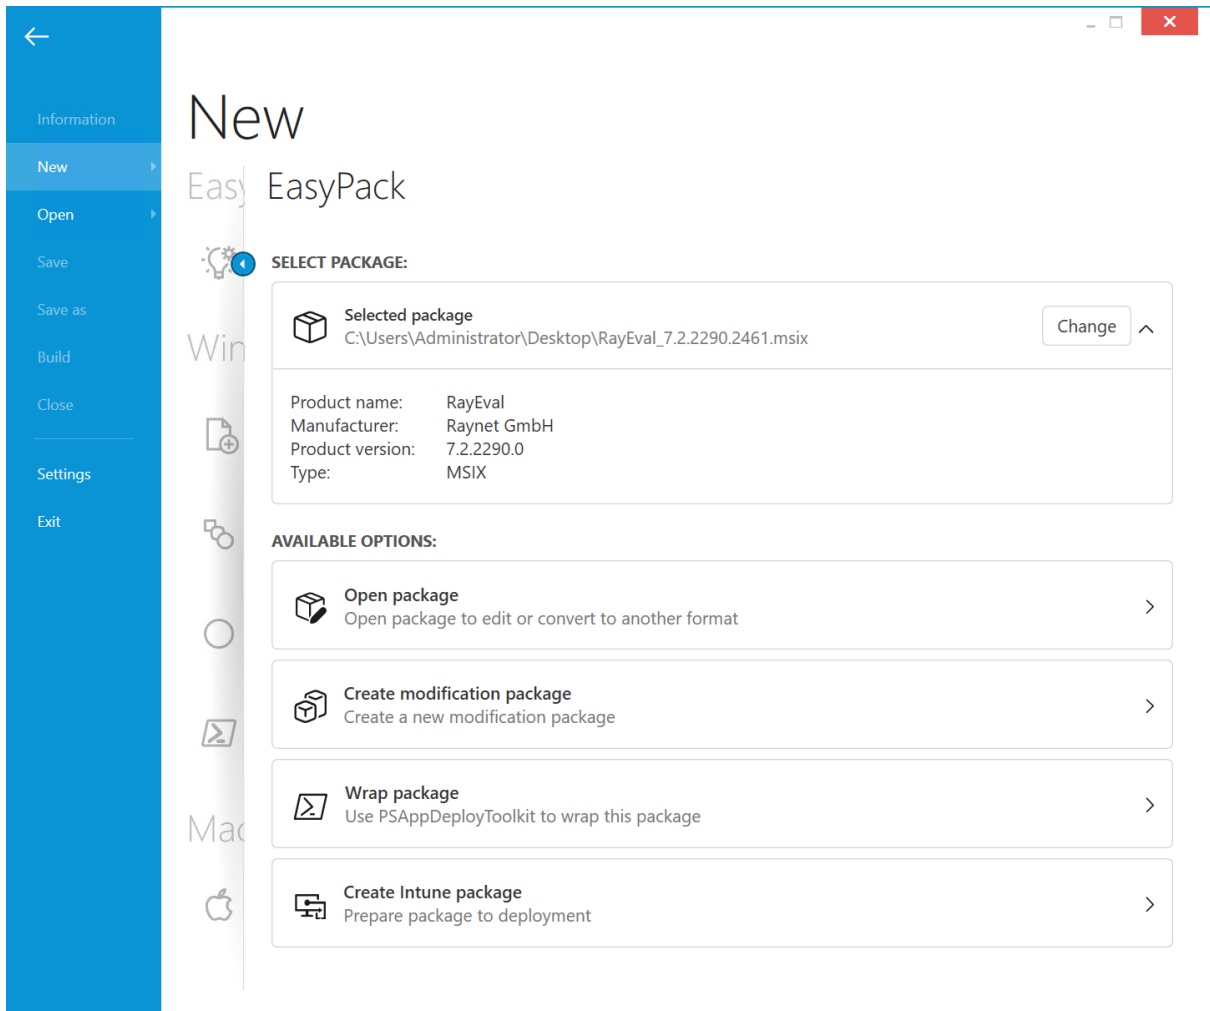 Information
New
Open
Save
Save as
Build
Close
Settings
Exit
New
Easy
EasyPack
SELECT PACKAGE:
Selected package
C:\Users\Administrator\Desktop\RayEval_7.2.2290.2461.msix
Change
Win
Product name: RayEval
Manufacturer: Raynet GmbH
Product version: 7.2.2290.0
Type: MSIX
AVAILABLE OPTIONS:
Open package
Open package to edit or convert to another format
Create modification package
Create a new modification package
Wrap package
Use PSAppDeployToolkit to wrap this package
Mac
Create Intune package
Prepare package to deployment